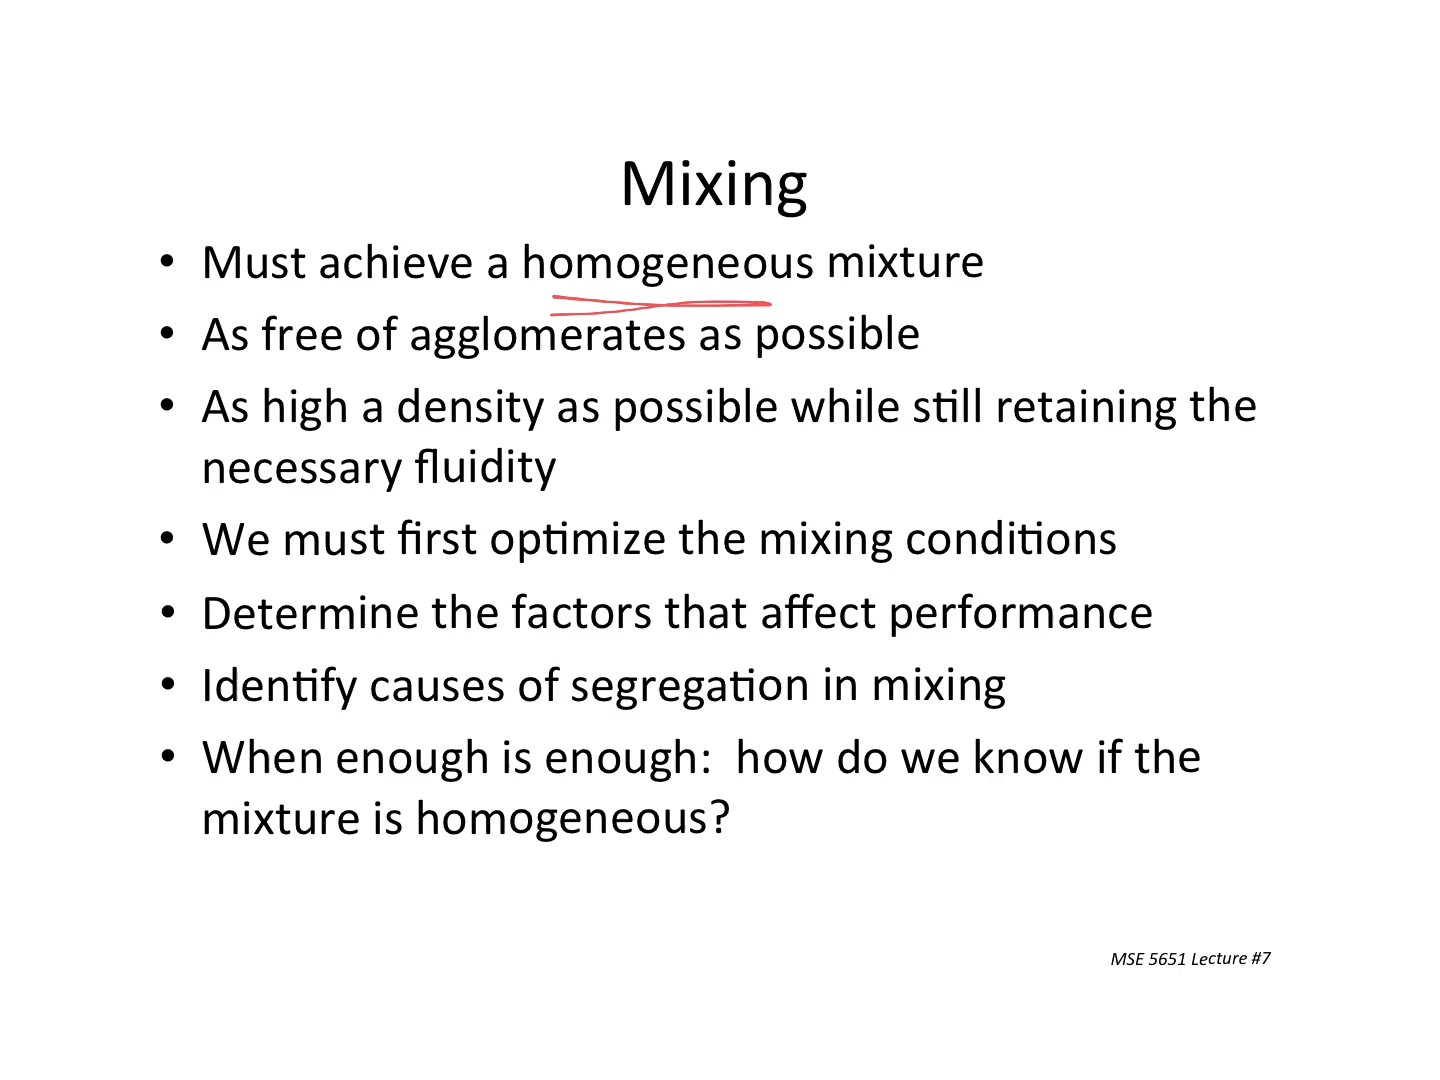 Mixing
• Must achieve a homogeneous mixture
• As free of agglomerates as possible
• As high a density as possible while still retaining the
necessary fluidity
• We must first optimize the mixing conditions
• Determine the factors that affect performance
• Identify causes of segregation in mixing
• When enough is enough:  how do we know if the
mixture is homogeneous?
MSE 5651 Lecture #7